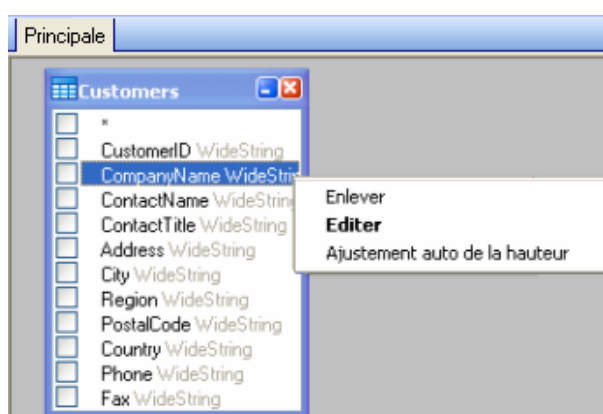 Principale
Customers
*
CustomerID WideString
CompanyName WideStrin
ContactName WideString
Enlever
ContactTitle WideString
Editer
Address WideString
Ajustement auto de la hauteur
City WideString
Region WideString
PostalCode WideString
Country WideString
Phone WideString
Fax WideString